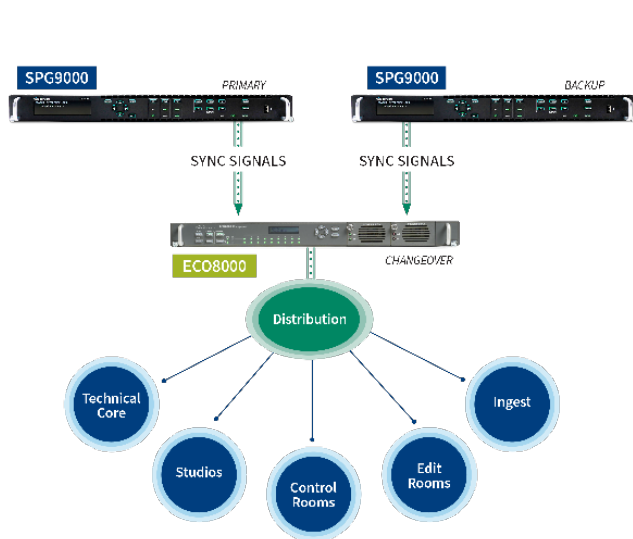 SPG9000
PRIMARY
SPG9000
BACKUP
SYNC SIGNALS
SYNC SIGNALS
ECO8000
CHANGEOVER
Distribution
Technical
Core
Ingest
Studios
Edit
Rooms
Control
Rooms